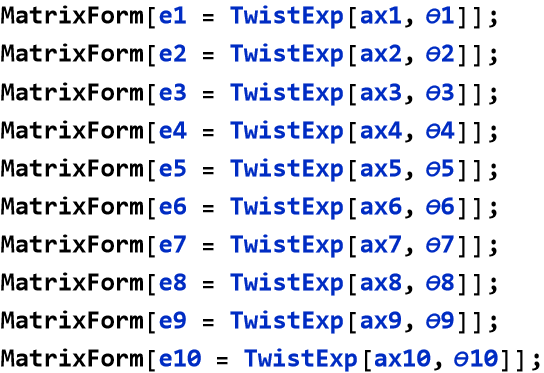 MatrixForm[e1 = TwistExp[ax1, θ1]];
MatrixForm[e2 = TwistExp[ax2, θ2]];
MatrixForm[e3 = TwistExp[ax3, θ3]];
MatrixForm[e4 = TwistExp[ax4, θ4]];
MatrixForm[e5 = TwistExp[ax5, θ5]];
MatrixForm[e6 = TwistExp[ax6, θ6]];
MatrixForm[e7 = TwistExp[ax7, θ7]];
MatrixForm[e8 = TwistExp[ax8, θ8]];
MatrixForm[e9 = TwistExp[ax9, θ9]];
MatrixForm[e10 = TwistExp[ax10, θ10]];